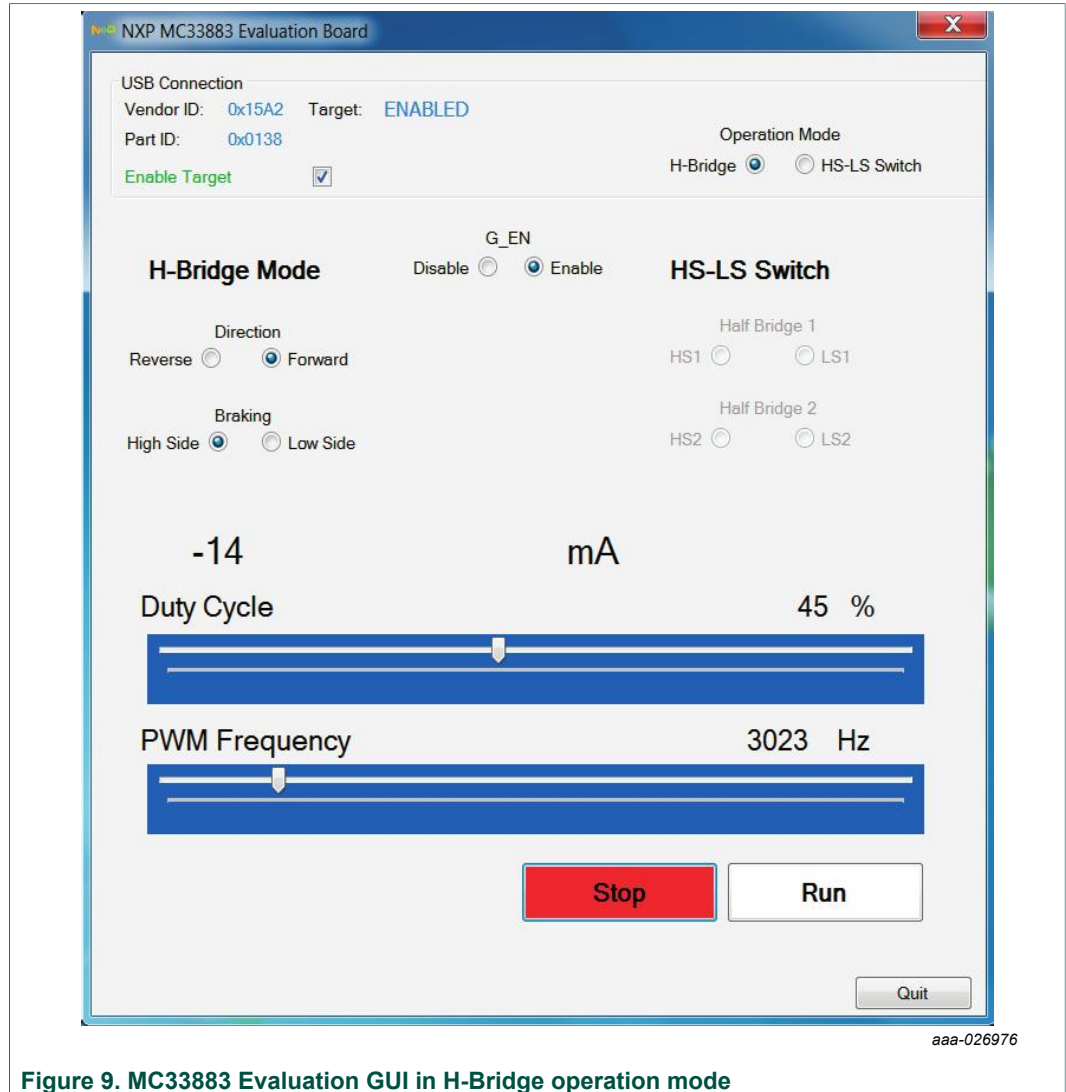 NXP MC33883 Evaluation Board
X
USB Connection
Vendor ID: 0x15A2 Target: ENABLED
Part ID: 0x0138
Enable Target
Operation Mode
H-Bridge HS-LS Switch
G_EN
Disable Enable
H-Bridge Mode
HS-LS Switch
Direction
Reverse Forward
Half Bridge 1
HS1 LS1
Braking
High Side Low Side
Half Bridge 2
HS2 LS2
-14 mA
Duty Cycle 45 %
PWM Frequency 3023 Hz
Stop Run
Quit
aaa-026976
Figure 9. MC33883 Evaluation GUI in H-Bridge operation mode